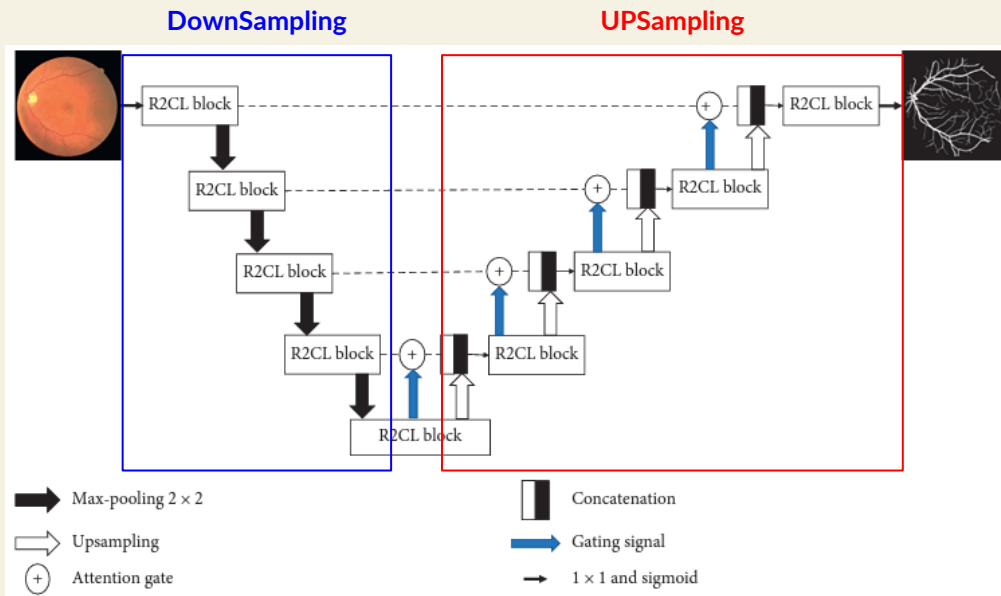 DownSampling
UPSampling
R2CL block
+
R2CL block
R2CL block
+
R2CL block
R2CL block
+
R2CL block
R2CL block
+
R2CL block
R2CL block
Max-pooling 2 × 2
Concatenation
Upsampling
Gating signal
+
Attention gate
1 × 1 and sigmoid